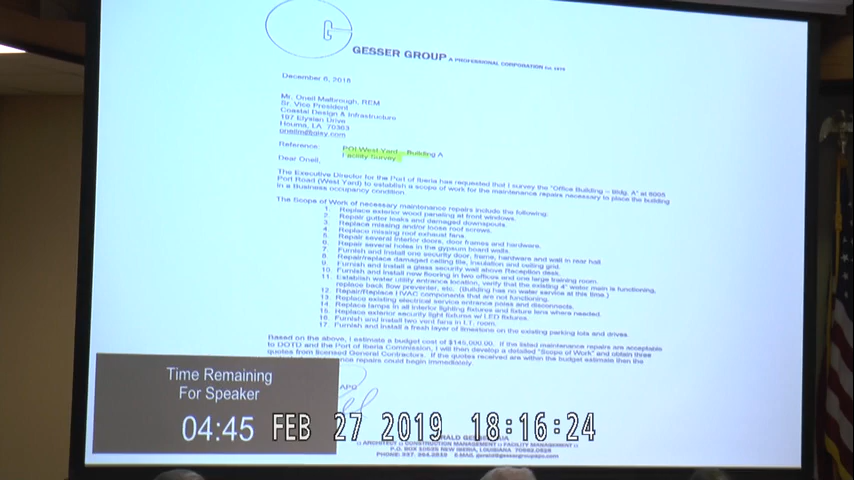 GESSER GROUP A PROFESSIONAL CORPORATION
December 6, 2018
Mr. Oneil Malbrough, REM
Sr. Vice President
Coastal Design & Infrastructure
197 Elysian Drive
Houma, LA 70363
Reference: POI West Yard – Building A
Facility Survey
Dear Oneil,
The Executive Director for the Port of Iberia has requested that I survey the "Office Building – Bldg. A" at
Port Road (West Yard) to establish a scope of work for the maintenance repairs necessary to place the building
in a Business occupancy condition.
The Scope of Work of necessary maintenance repairs include the following:
1. Replace exterior wood paneling at front windows.
2. Repair gutter leaks and damaged downspouts.
3. Replace missing and/or loose roof screws.
4. Replace missing roof exhaust fans.
5. Repair several interior doors, door frames and hardware.
6. Repair several holes in the gypsum board walls.
7. Furnish and Install one security door, frame, hardware and wall in rear hall.
8. Repair/replace damaged ceiling tile, insulation and ceiling grid.
9. Furnish and install a glass security wall above Reception desk.
10. Furnish and install new flooring in two offices and one large training room.
11. Establish water utility entrance location, verify that the existing 4" water main is functioning,
replace back flow preventer, etc. (Building has no water service at this time)
12. Repair/Replace HVAC components that are not functioning.
13. Replace existing electrical service entrance poles and disconnects.
14. Replace lamps in all interior lighting fixtures and fixture lens where needed.
15. Replace exterior security light fixtures w/ LED fixtures.
16. Furnish and install two vent fans in I.T. room.
17. Furnish and install a fresh layer of limestone on the existing parking lots and drives.
Based on the above, I estimate a budget cost of $145,000.00. If the listed maintenance repairs are acceptable
to DOTD and the Port of Iberia Commission, I will then develop a detailed "Scope of Work" and obtain three
quotes from licensed General Contractors. If the quotes received are within the budget estimate then the
repairs could begin immediately.
Time Remaining
For Speaker
04:45
FEB 27 2019 18:16:24
ARCHITECT CONSTRUCTION MANAGEMENT FACILITY MANAGEMENT
NEW IBERIA, LOUISIANA